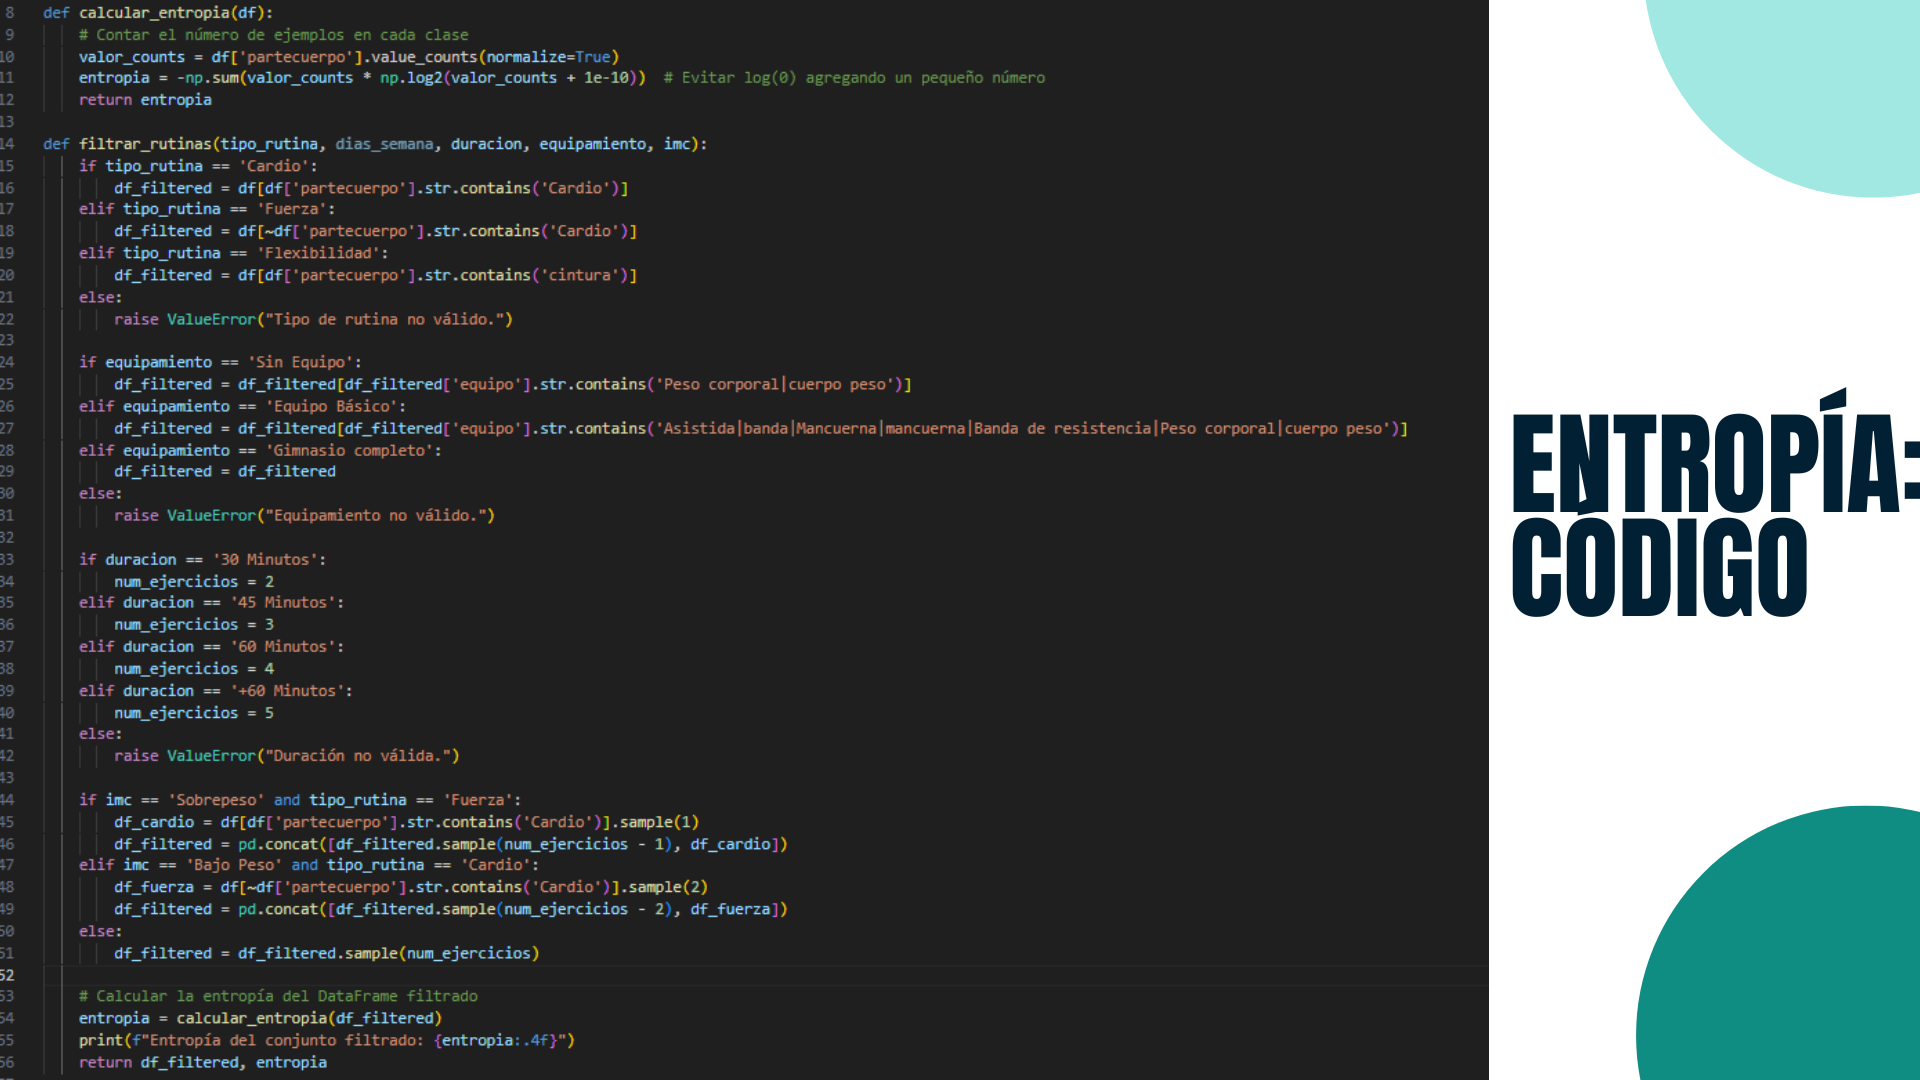 8 def calcular_entropia(df):
9     # Contar el número de ejemplos en cada clase
10     valor_counts = df['partecuerpo'].value_counts(normalize=True)
11     entropia = -np.sum(valor_counts * np.log2(valor_counts + 1e-10))  # Evitar log(0) agregando un pequeño número
12     return entropia
13
14 def filtrar_rutinas(tipo_rutina, dias_semana, duracion, equipamiento, imc):
15     if tipo_rutina == 'Cardio':
16         df_filtered = df[df['partecuerpo'].str.contains('Cardio')]
17     elif tipo_rutina == 'Fuerza':
18         df_filtered = df[~df['partecuerpo'].str.contains('Cardio')]
19     elif tipo_rutina == 'Flexibilidad':
20         df_filtered = df[df['partecuerpo'].str.contains('cintura')]
21     else:
22         raise ValueError("Tipo de rutina no válido.")
23
24     if equipamiento == 'Sin Equipo':
25         df_filtered = df_filtered[df_filtered['equipo'].str.contains('Peso corporal|cuerpo peso')]
26     elif equipamiento == 'Equipo Básico':
27         df_filtered = df_filtered[df_filtered['equipo'].str.contains('Asistida|banda|Mancuerna|mancuerna|Banda de resistencia|Peso corporal|cuerpo peso')]
28     elif equipamiento == 'Gimnasio completo':
29         df_filtered = df_filtered
30     else:
31         raise ValueError("Equipamiento no válido.")
32
33     if duracion == '30 Minutos':
34         num_ejercicios = 2
35     elif duracion == '45 Minutos':
36         num_ejercicios = 3
37     elif duracion == '60 Minutos':
38         num_ejercicios = 4
39     elif duracion == '+60 Minutos':
40         num_ejercicios = 5
41     else:
42         raise ValueError("Duración no válida.")
43
44     if imc == 'Sobrepeso' and tipo_rutina == 'Fuerza':
45         df_cardio = df[df['partecuerpo'].str.contains('Cardio')].sample(1)
46         df_filtered = pd.concat([df_filtered.sample(num_ejercicios - 1), df_cardio])
47     elif imc == 'Bajo Peso' and tipo_rutina == 'Cardio':
48         df_fuerza = df[~df['partecuerpo'].str.contains('Cardio')].sample(2)
49         df_filtered = pd.concat([df_filtered.sample(num_ejercicios - 2), df_fuerza])
50     else:
51         df_filtered = df_filtered.sample(num_ejercicios)
52
53     # Calcular la entropía del DataFrame filtrado
54     entropia = calcular_entropia(df_filtered)
55     print(f"Entropía del conjunto filtrado: {entropia:.4f}")
56     return df_filtered, entropia
ENTROPÍA:
CÓDIGO